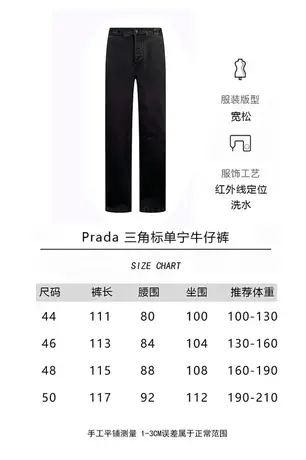 服装版型
宽松
服饰工艺
红外线定位
洗水
Prada 三角标单宁牛仔裤
SIZE CHART
尺码 裤长 腰围 坐围 推荐体重
44 111 80 100 100-130
46 113 84 104 130-160
48 115 88 108 160-190
50 117 92 112 190-210
手工平铺测量 1-3CM误差属于正常范围